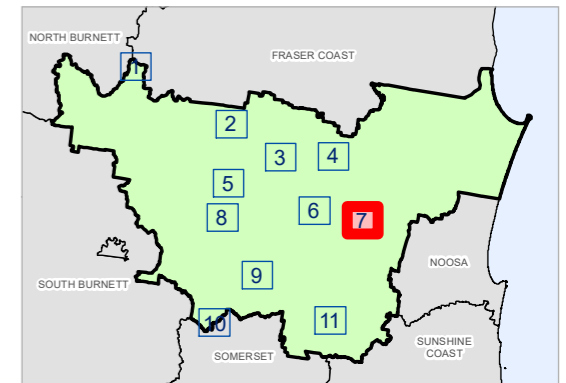 NORTH BURNETT
FRASER COAST
1
2
3
4
5
6
7
8
9
10
11
NOOSA
SOUTH BURNETT
SOMERSET
SUNSHINE
COAST